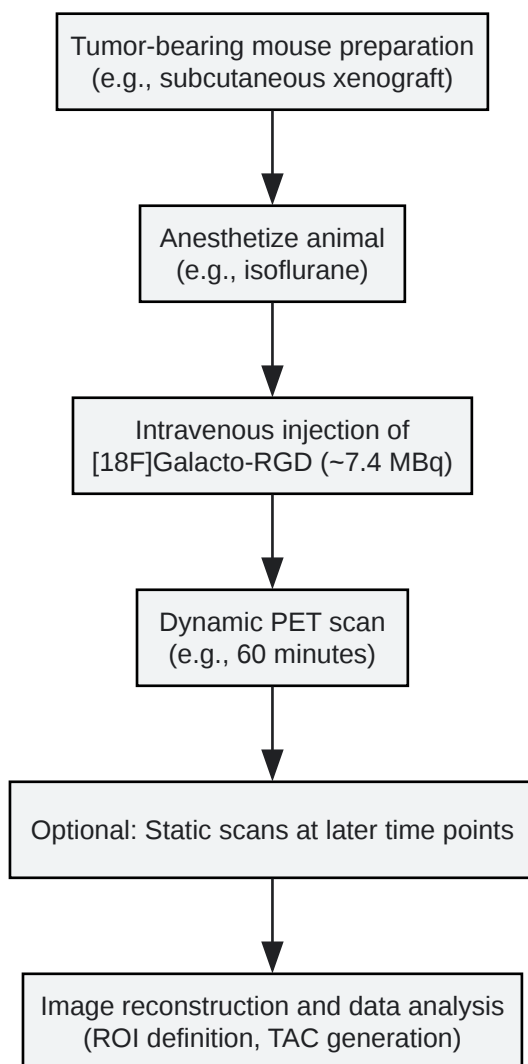 Tumor-bearing mouse preparation
(e.g., subcutaneous xenograft)
Anesthetize animal
(e.g., isoflurane)
Intravenous injection of
[18F]Galacto-RGD (~7.4 MBq)
Dynamic PET scan
(e.g., 60 minutes)
Optional: Static scans at later time points
Image reconstruction and data analysis
(ROI definition, TAC generation)